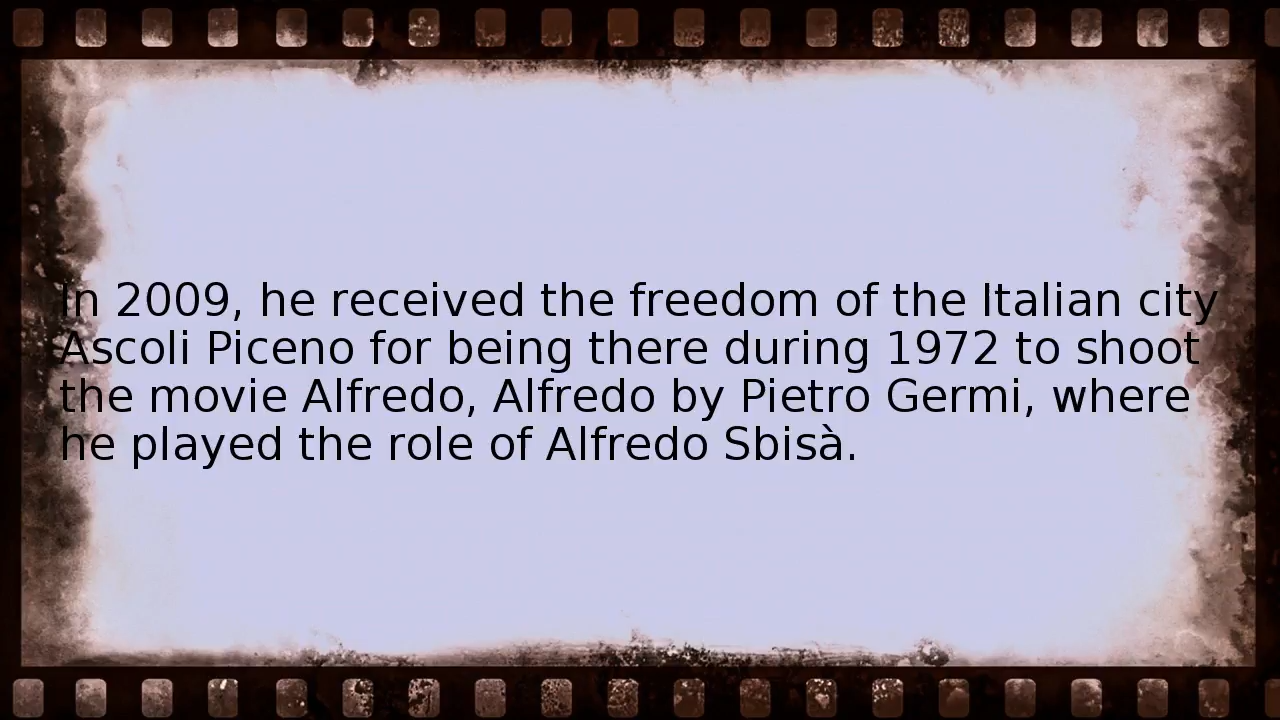 In 2009, he received the freedom of the Italian city
Ascoli Piceno for being there during 1972 to shoot
the movie Alfredo, Alfredo by Pietro Germi, where
he played the role of Alfredo Sbisà.